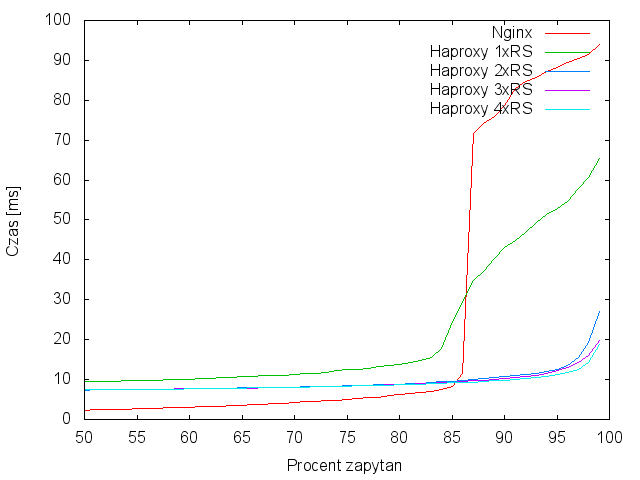 100
90
80
70
60
50
40
30
20
10
0
Czas [ms]
Nginx
Haproxy 1xRS
Haproxy 2xRS
Haproxy 3xRS
Haproxy 4xRS
50 55 60 65 70 75 80 85 90 95 100
Procent zapytan